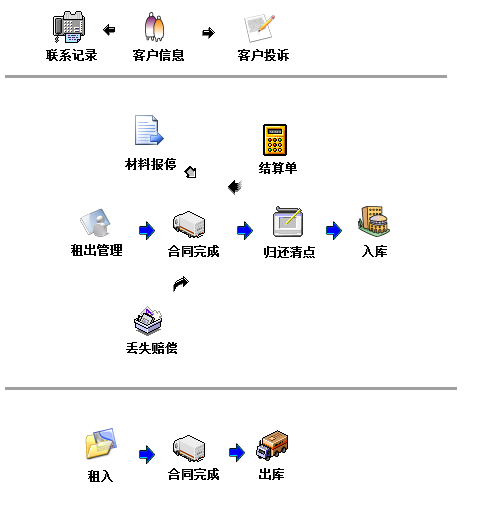 联系记录 客户信息 客户投诉
材料报停 结算单
租出管理 合同完成 归还清点 入库
丢失赔偿
租入 合同完成 出库